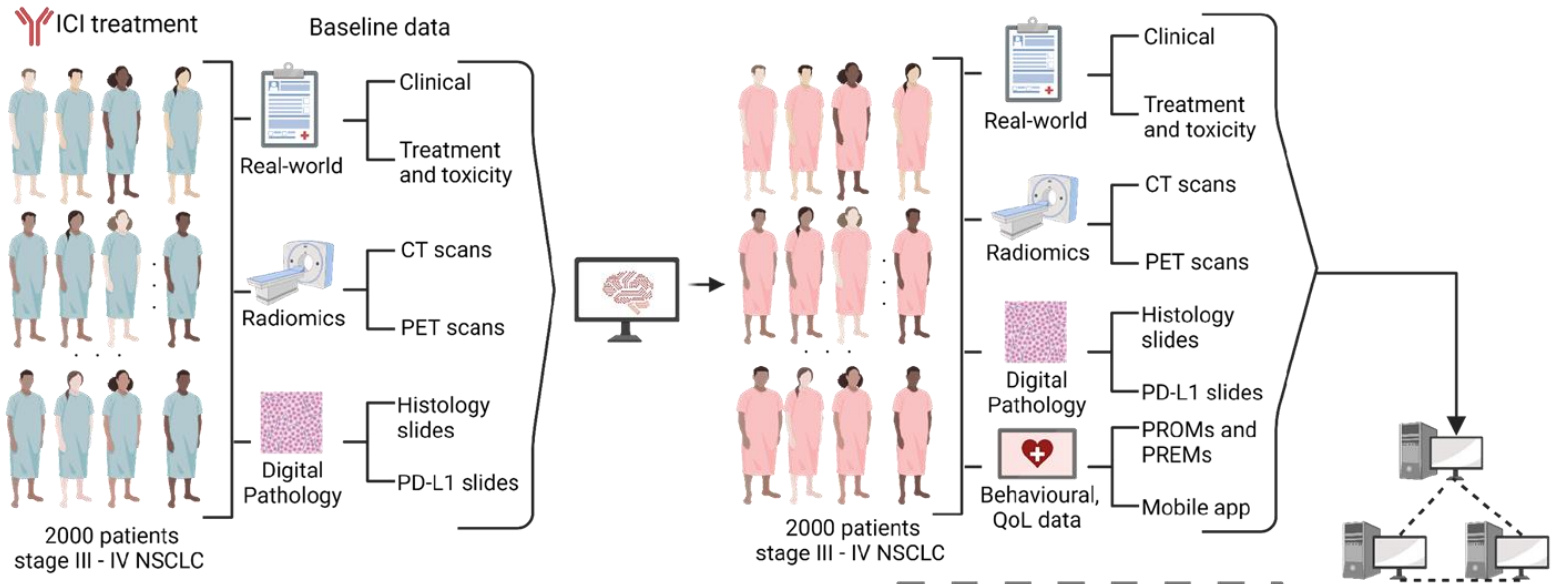 ICI treatment
Baseline data
Clinical
Real-world
Treatment
and toxicity
CT scans
Radiomics
PET scans
Histology
slides
Digital
Pathology
PD-L1 slides
2000 patients
stage III - IV NSCLC
Clinical
Real-world
Treatment
and toxicity
CT scans
Radiomics
PET scans
Histology
slides
Digital
Pathology
PD-L1 slides
PROMs and
PREMs
Behavioural,
QoL data
Mobile app
2000 patients
stage III - IV NSCLC